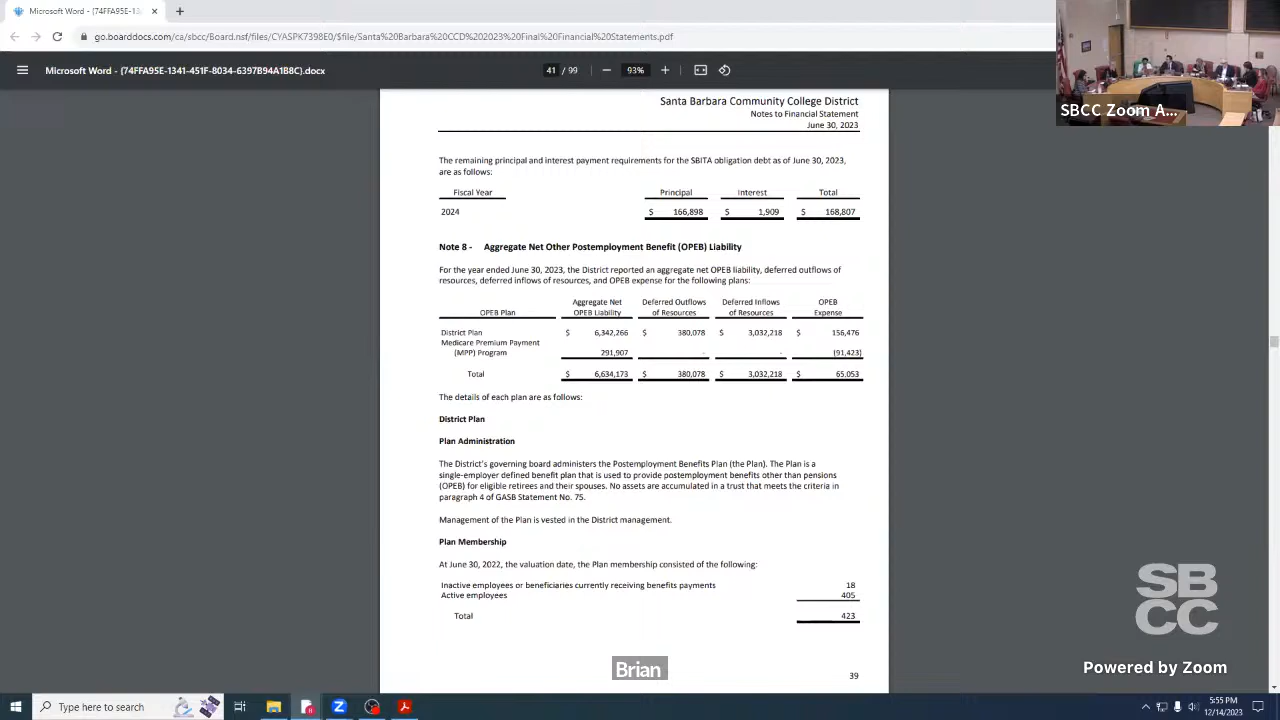 Microsoft Word - (74FFA95E-13
go.boarddocs.com/ca/sbcc/Board.nsf/files/CYASPK7398E0/$file/Santa%20Barbara%20CCD%202023%20Final%20Financial%20Statements.pdf
Microsoft Word - (74FFA95E-1341-451F-8034-6397B94A18BC).docx
41 / 99
93%
SBCC Zoom A...
Santa Barbara Community College District
Notes to Financial Statement
June 30, 2023
The remaining principal and interest payment requirements for the SBITA obligation debt as of June 30, 2023,
are as follows:
Fiscal Year Principal Interest Total
2024 $ 166,898 $ 1,909 $ 168,807
Note 8 - Aggregate Net Other Postemployment Benefit (OPEB) Liability
For the year ended June 30, 2023, the District reported an aggregate net OPEB liability, deferred outflows of
resources, deferred inflows of resources, and OPEB expense for the following plans:
Aggregate Net Deferred Outflows Deferred Inflows OPEB
OPEB Plan OPEB Liability of Resources of Resources Expense
District Plan $ 6,342,266 $ 380,078 $ 3,032,218 $ 156,476
Medicare Premium Payment
(MPP) Program 291,907 - - (91,423)
Total $ 6,634,173 $ 380,078 $ 3,032,218 $ 65,053
The details of each plan are as follows:
District Plan
Plan Administration
The District's governing board administers the Postemployment Benefits Plan (the Plan). The Plan is a
single-employer defined benefit plan that is used to provide postemployment benefits other than pensions
(OPEB) for eligible retirees and their spouses. No assets are accumulated in a trust that meets the criteria in
paragraph 4 of GASB Statement No. 75.
Management of the Plan is vested in the District management.
Plan Membership
At June 30, 2022, the valuation date, the Plan membership consisted of the following:
Inactive employees or beneficiaries currently receiving benefits payments 18
Active employees 405
Total 423
39
Brian
SB
CC
Powered by Zoom
Type here to search
5:55 PM
12/14/2023